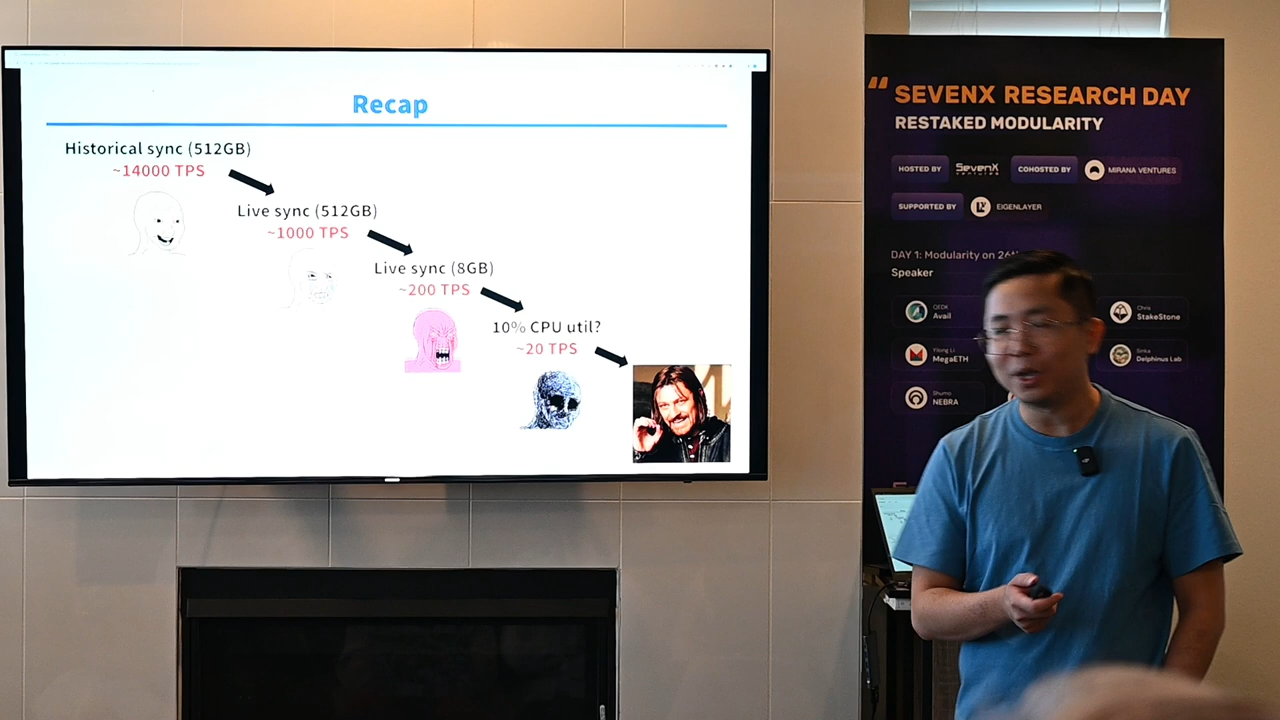 Recap
Historical sync (512GB)
~14000 TPS
Live sync (512GB)
~1000 TPS
Live sync (8GB)
~200 TPS
10% CPU util?
~20 TPS
"
SEVENX RESEARCH DAY
RESTAKED MODULARITY
HOSTED BY
SevenX
ventures
COHOSTED BY
MIRANA VENTURES
SUPPORTED BY
EIGENLAYER
DAY 1: Modularity on 26
Speaker
Avail
Chris
StakeStone
Yilong Li
MegaETH
Sinka
Delphinus Lab
Shumo
NEBRA